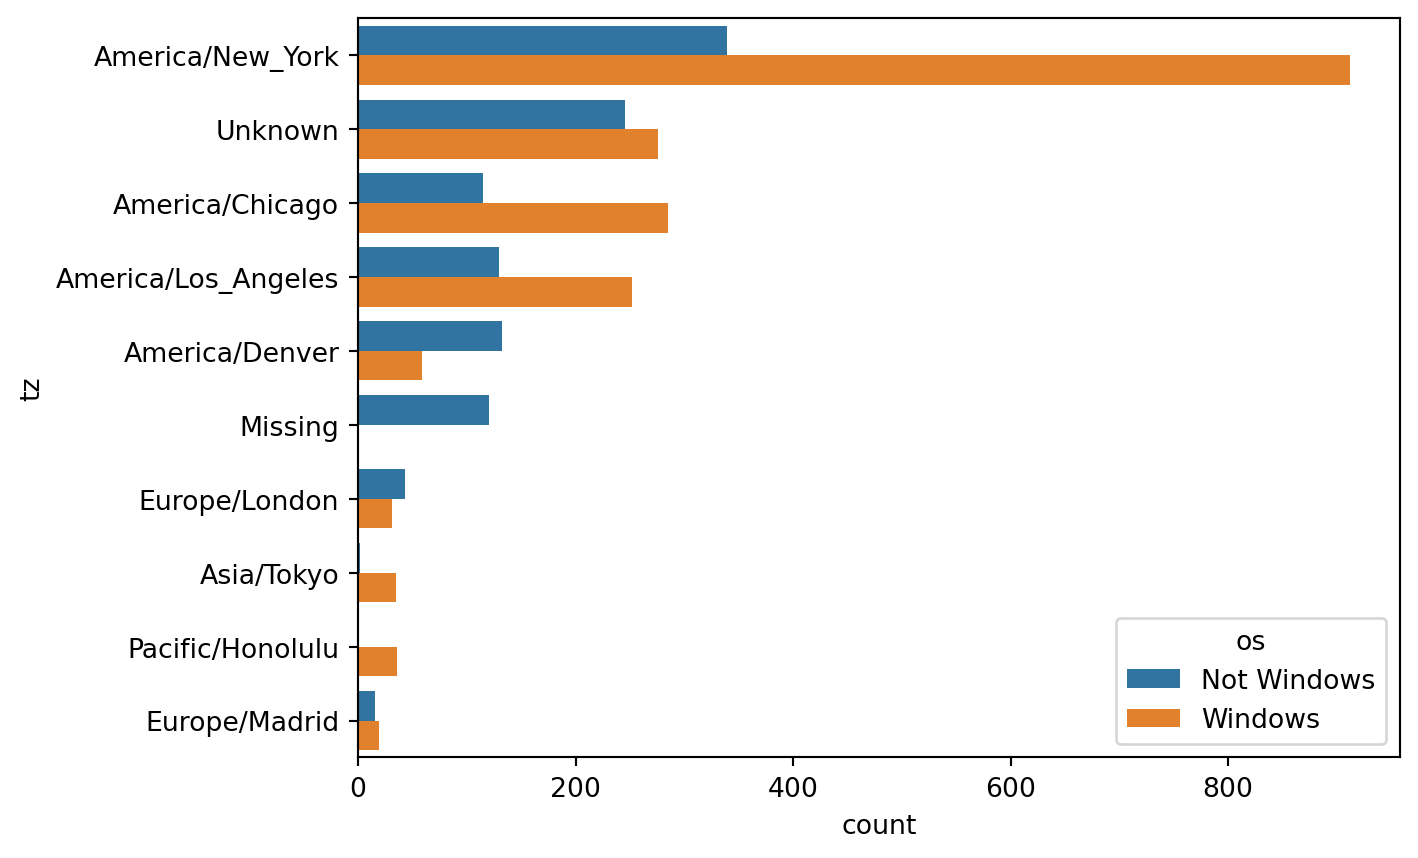 America/New_York
Unknown
America/Chicago
America/Los_Angeles
America/Denver
Missing
Europe/London
Asia/Tokyo
Pacific/Honolulu
Europe/Madrid
tz
os
Not Windows
Windows
0 200 400 600 800
count